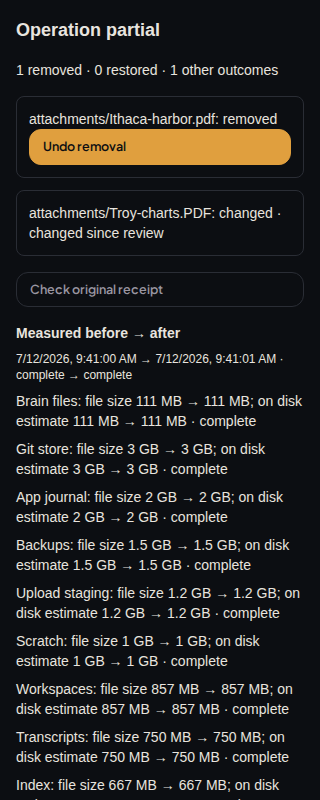 Operation partial
1 removed · 0 restored · 1 other outcomes
attachments/Ithaca-harbor.pdf: removed
Undo removal
attachments/Troy-charts.PDF: changed ·
changed since review
Check original receipt
Measured before → after
7/12/2026, 9:41:00 AM → 7/12/2026, 9:41:01 AM ·
complete → complete
Brain files: file size 111 MB → 111 MB; on disk
estimate 111 MB → 111 MB · complete
Git store: file size 3 GB → 3 GB; on disk
estimate 3 GB → 3 GB · complete
App journal: file size 2 GB → 2 GB; on disk
estimate 2 GB → 2 GB · complete
Backups: file size 1.5 GB → 1.5 GB; on disk
estimate 1.5 GB → 1.5 GB · complete
Upload staging: file size 1.2 GB → 1.2 GB; on
disk estimate 1.2 GB → 1.2 GB · complete
Scratch: file size 1 GB → 1 GB; on disk
estimate 1 GB → 1 GB · complete
Workspaces: file size 857 MB → 857 MB; on
disk estimate 857 MB → 857 MB · complete
Transcripts: file size 750 MB → 750 MB; on
disk estimate 750 MB → 750 MB · complete
Index: file size 667 MB → 667 MB; on disk